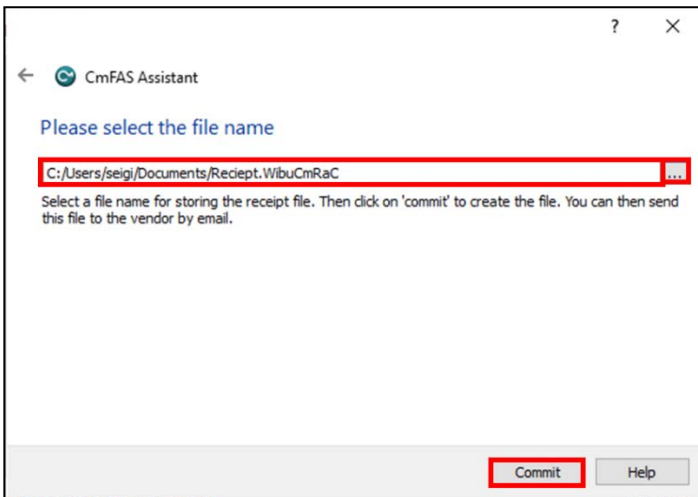 ?
CmFAS Assistant
Please select the file name
C:/Users/seigi/Documents/Reciept.WibuCmRaC
...
Select a file name for storing the receipt file. Then click on 'commit' to create the file. You can then send
this file to the vendor by email.
Commit
Help